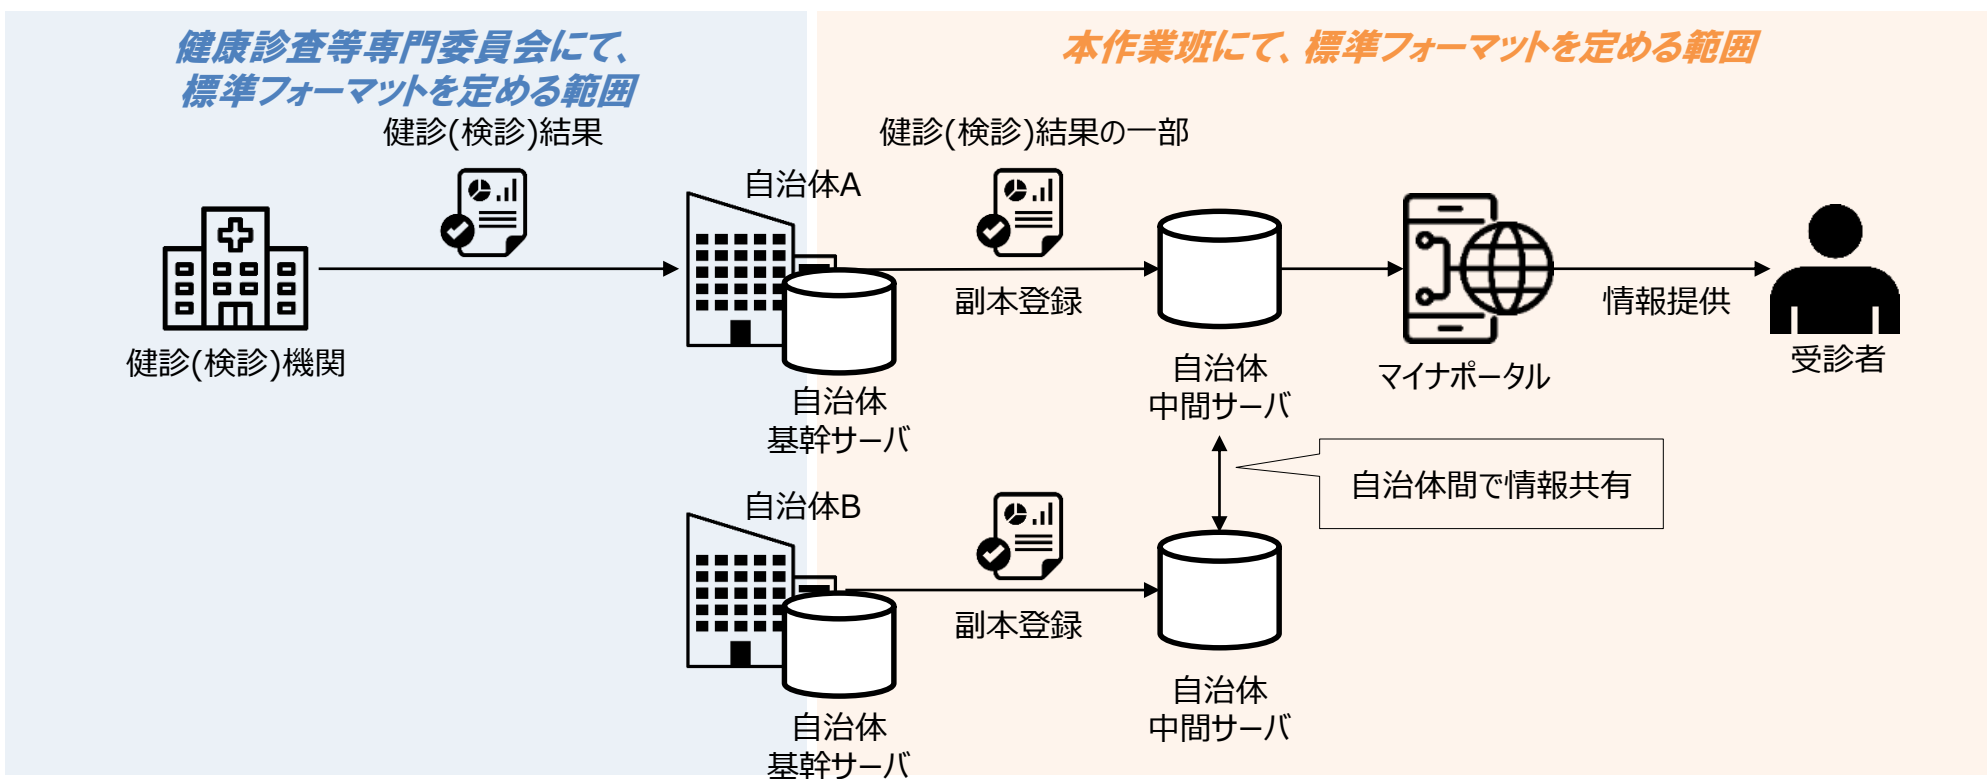 健康診査等専門委員会にて、
標準フォーマットを定める範囲
本作業班にて、標準フォーマットを定める範囲
健診(検診)結果
健診(検診)結果の一部
自治体A
副本登録
情報提供
健診(検診)機関
自治体
基幹サーバ
自治体
中間サーバ
マイナポータル
受診者
自治体間で情報共有
自治体B
副本登録
自治体
基幹サーバ
自治体
中間サーバ